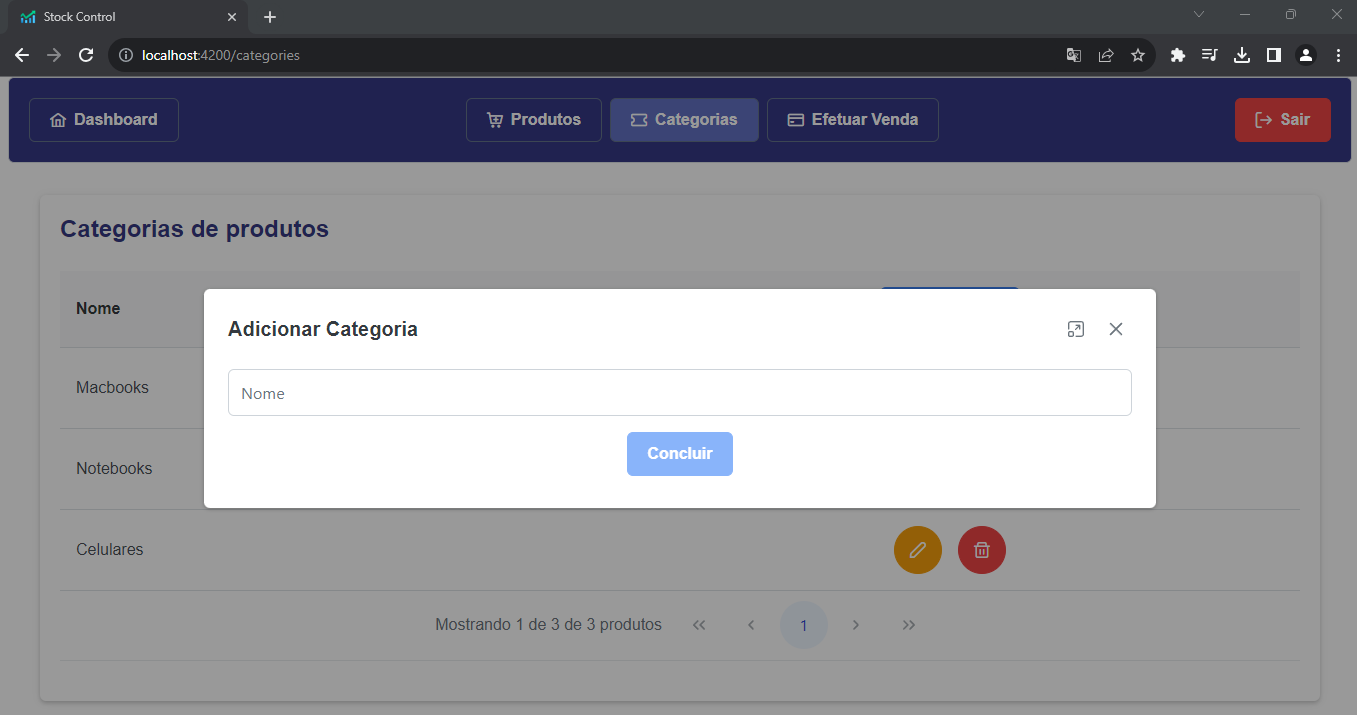 Stock Control
localhost:4200/categories
Dashboard
Produtos
Categorias
Efetuar Venda
Sair
Categorias de produtos
Nome
Adicionar Categoria
Macbooks
Nome
Concluir
Notebooks
Celulares
Mostrando 1 de 3 de 3 produtos
1